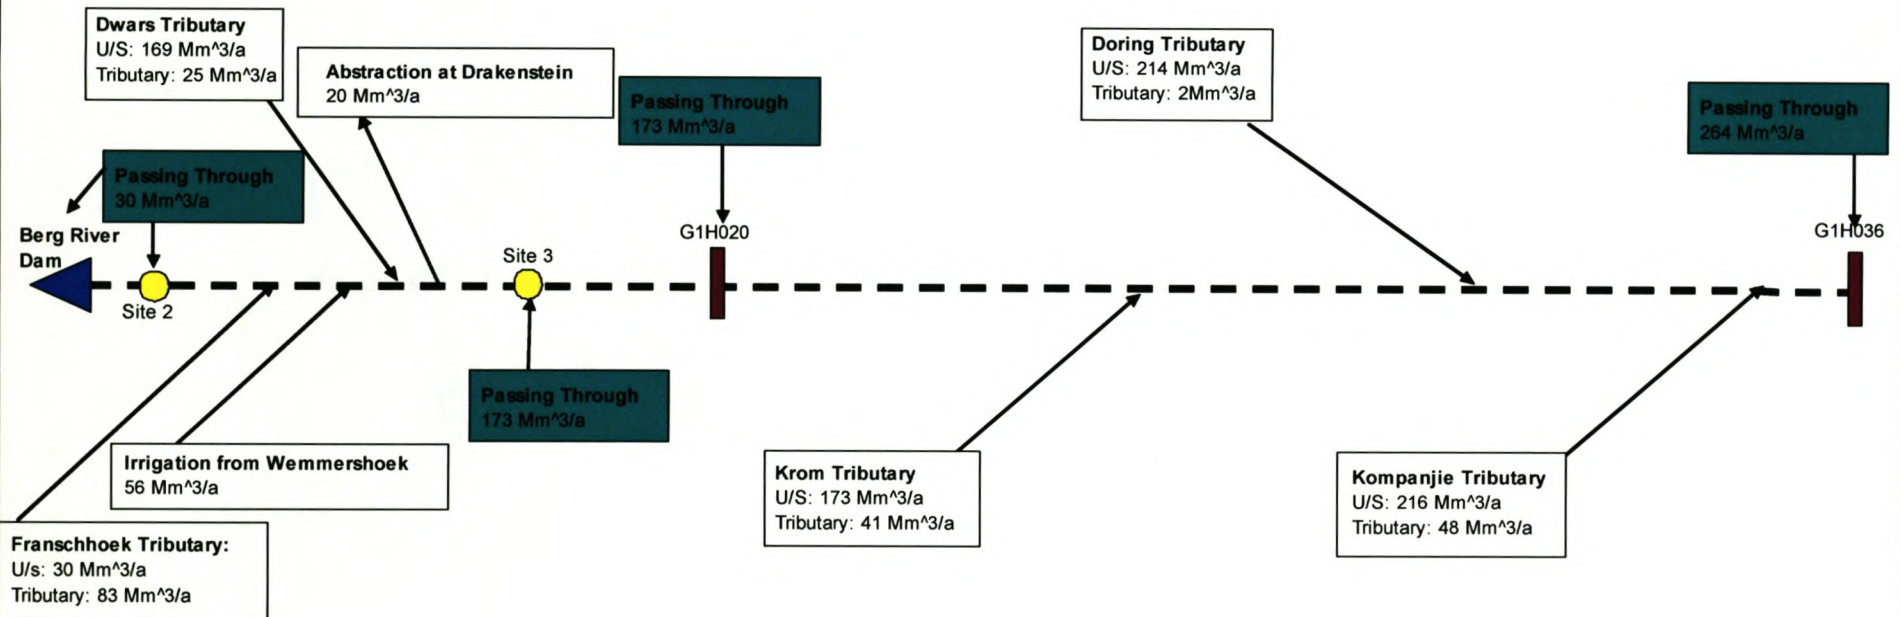 Dwars Tributary
U/S: 169 Mm^3/a
Tributary: 25 Mm^3/a
Abstraction at Drakenstein
20 Mm^3/a
Passing Through
173 Mm^3/a
Doring Tributary
U/S: 214 Mm^3/a
Tributary: 2Mm^3/a
Passing Through
264 Mm^3/a
Passing Through
30 Mm^3/a
Berg River
Dam
Site 2
Site 3
G1H020
G1H036
Passing Through
173 Mm^3/a
Irrigation from Wemmershoek
56 Mm^3/a
Krom Tributary
U/S: 173 Mm^3/a
Tributary: 41 Mm^3/a
Kompanjie Tributary
U/S: 216 Mm^3/a
Tributary: 48 Mm^3/a
Franschhoek Tributary:
U/s: 30 Mm^3/a
Tributary: 83 Mm^3/a